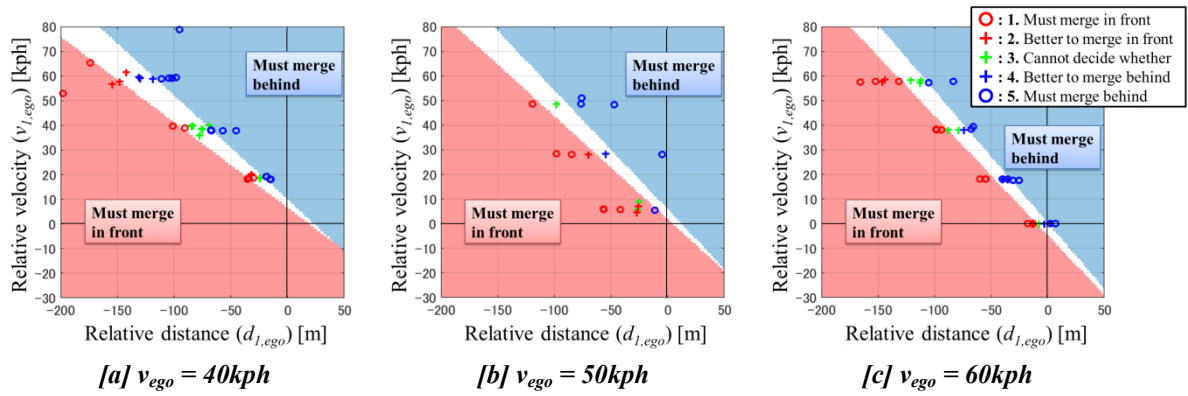 80
70
60
50
40
30
20
10
0
−10
−20
−30
−200
−150
−100
−50
0
50
Relative velocity (v1,ego) [kph]
Relative distance (d1,ego) [m]
Must merge
behind
Must merge
in front
[a] vego = 40kph
80
70
60
50
40
30
20
10
0
−10
−20
−30
−200
−150
−100
−50
0
50
Relative velocity (v1,ego) [kph]
Relative distance (d1,ego) [m]
Must merge
behind
Must merge
in front
[b] vego = 50kph
80
70
60
50
40
30
20
10
0
−10
−20
−30
−200
−150
−100
−50
0
50
Relative velocity (v1,ego) [kph]
Relative distance (d1,ego) [m]
Must merge
behind
Must merge
in front
[c] vego = 60kph
: 1. Must merge in front
: 2. Better to merge in front
: 3. Cannot decide whether
: 4. Better to merge behind
: 5. Must merge behind